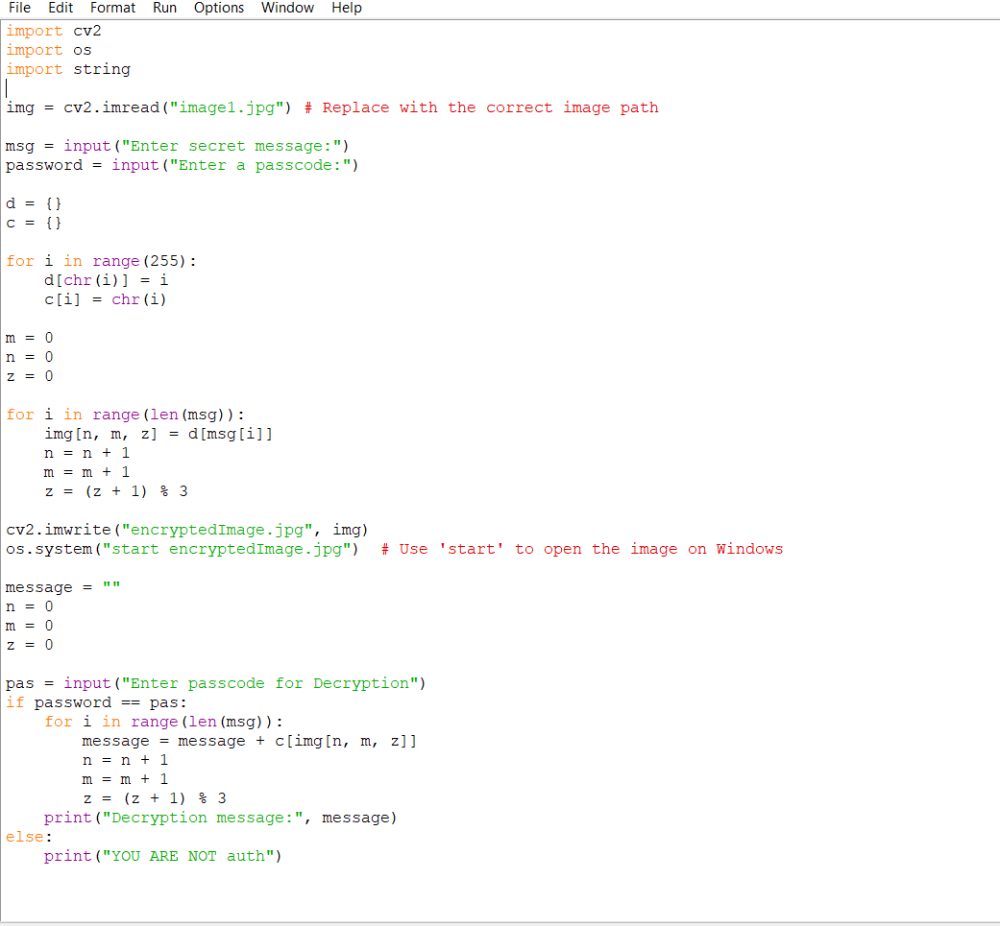 File Edit Format Run Options Window Help
import cv2
import os
import string
img = cv2.imread("image1.jpg") # Replace with the correct image path
msg = input("Enter secret message:")
password = input("Enter a passcode:")
d = {}
c = {}
for i in range(255):
    d[chr(i)] = i
    c[i] = chr(i)
m = 0
n = 0
z = 0
for i in range(len(msg)):
    img[n, m, z] = d[msg[i]]
    n = n + 1
    m = m + 1
    z = (z + 1) % 3
cv2.imwrite("encryptedImage.jpg", img)
os.system("start encryptedImage.jpg")  # Use 'start' to open the image on Windows
message = ""
n = 0
m = 0
z = 0
pas = input("Enter passcode for Decryption")
if password == pas:
    for i in range(len(msg)):
        message = message + c[img[n, m, z]]
        n = n + 1
        m = m + 1
        z = (z + 1) % 3
    print("Decryption message:", message)
else:
    print("YOU ARE NOT auth")